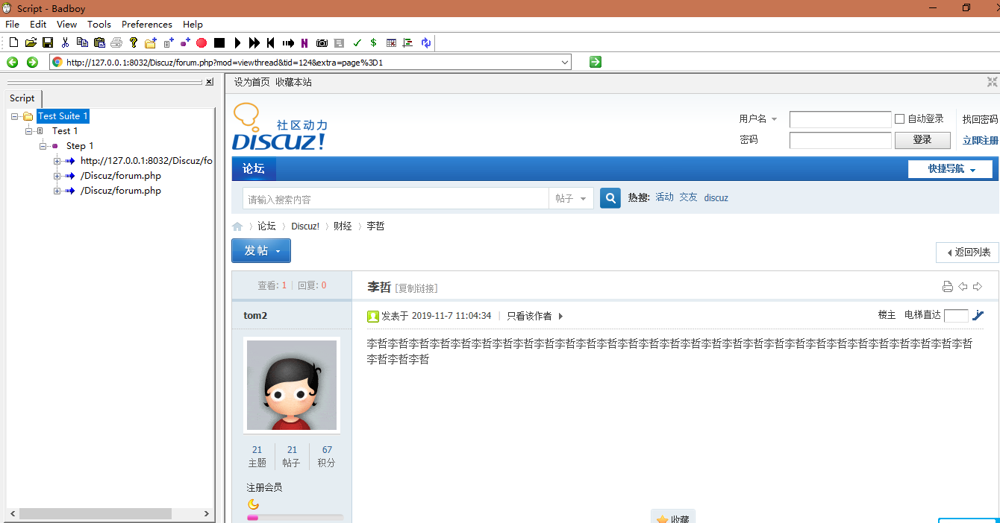 Script - Badboy
File Edit View Tools Preferences Help
http://127.0.0.1:8032/Discuz/forum.php?mod=viewthread&tid=124&extra=page%3D1
Script
Test Suite 1
Test 1
Step 1
http://127.0.0.1:8032/Discuz/fo
/Discuz/forum.php
/Discuz/forum.php
设为首页 收藏本站
社区动力
DISCUZ!
用户名 自动登录 找回密码
密码 登录 立即注册
论坛 快捷导航
请输入搜索内容 帖子 热搜: 活动 交友 discuz
论坛 Discuz! 财经 李哲
发帖
返回列表
查看: 1 回复: 0
李哲 [复制链接]
tom2
发表于 2019-11-7 11:04:34 只看该作者
楼主 电梯直达
李哲李哲李哲李哲李哲李哲李哲李哲李哲李哲李哲李哲李哲李哲李哲李哲李哲李哲李哲李哲李哲李哲李哲李哲李哲李哲李哲李哲李哲
李哲李哲李哲
21 21 67
主题 帖子 积分
注册会员
收藏